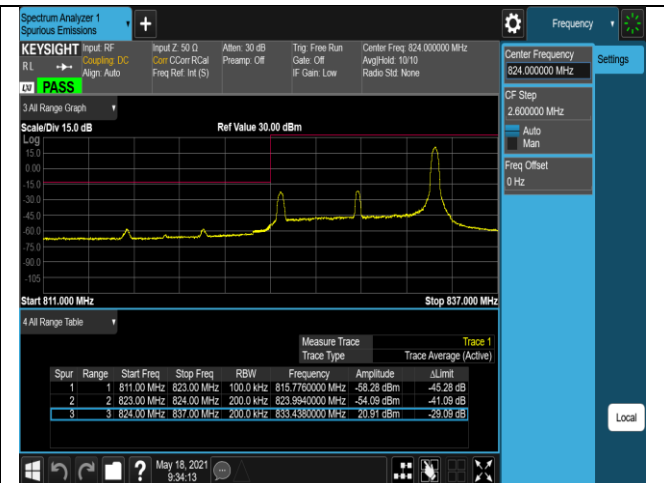 Spectrum Analyzer 1
Spurious Emissions
Frequency
KEYSIGHT Input: RF Input Z: 50 Ω Atten: 30 dB Trig: Free Run Center Freq: 824.000000 MHz
RL Coupling: DC Corr CCorr RCal Preamp: Off Gate: Off Avg|Hold: 10/10
Align: Auto Freq Ref: Int (S) IF Gain: Low Radio Std: None
LXI PASS
3 All Range Graph
Scale/Div 15.0 dB Ref Value 30.00 dBm
Log
15.0
0.00
-15.0
-30.0
-45.0
-60.0
-75.0
-90.0
-105
Start 811.000 MHz Stop 837.000 MHz
4 All Range Table
Measure Trace Trace 1
Trace Type Trace Average (Active)
Spur Range Start Freq Stop Freq RBW Frequency Amplitude ΔLimit
1 1 811.00 MHz 823.00 MHz 100.0 kHz 815.7760000 MHz -58.28 dBm -45.28 dB
2 2 823.00 MHz 824.00 MHz 200.0 kHz 823.9940000 MHz -54.09 dBm -41.09 dB
3 3 824.00 MHz 837.00 MHz 200.0 kHz 833.4380000 MHz 20.91 dBm -29.09 dB
May 18, 2021
9:34:13
Center Frequency
824.000000 MHz
Settings
CF Step
2.600000 MHz
Auto
Man
Freq Offset
0 Hz
Local